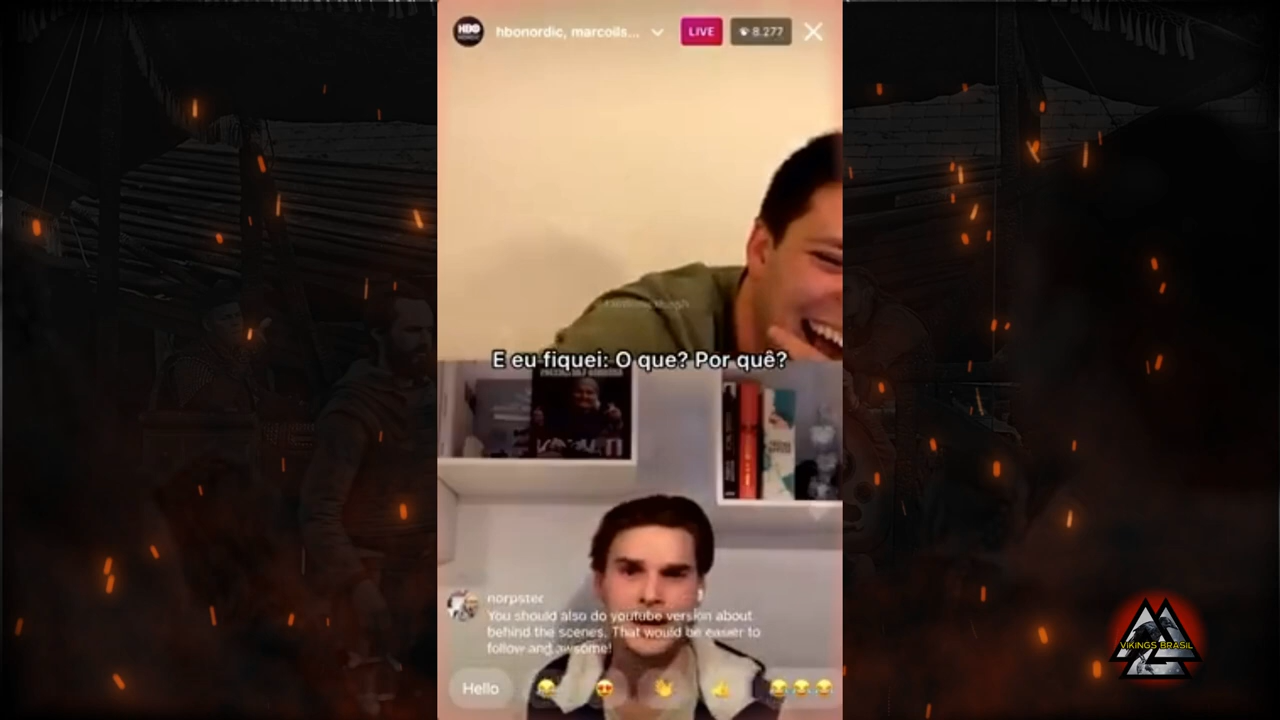 HBO
hbonordic, marcoils...
LIVE
8.277
E eu fiquei: O que? Por quê?
norpstec
You should also do youtube version about
behind the scenes. That would be easier to
follow and awsome!
Hello
VIKINGS BRASIL